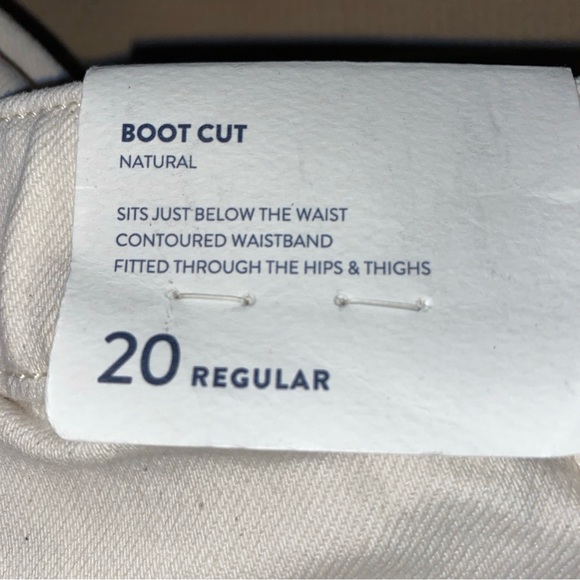 BOOT CUT
NATURAL
SITS JUST BELOW THE WAIST
CONTOURED WAISTBAND
FITTED THROUGH THE HIPS & THIGHS
20 REGULAR